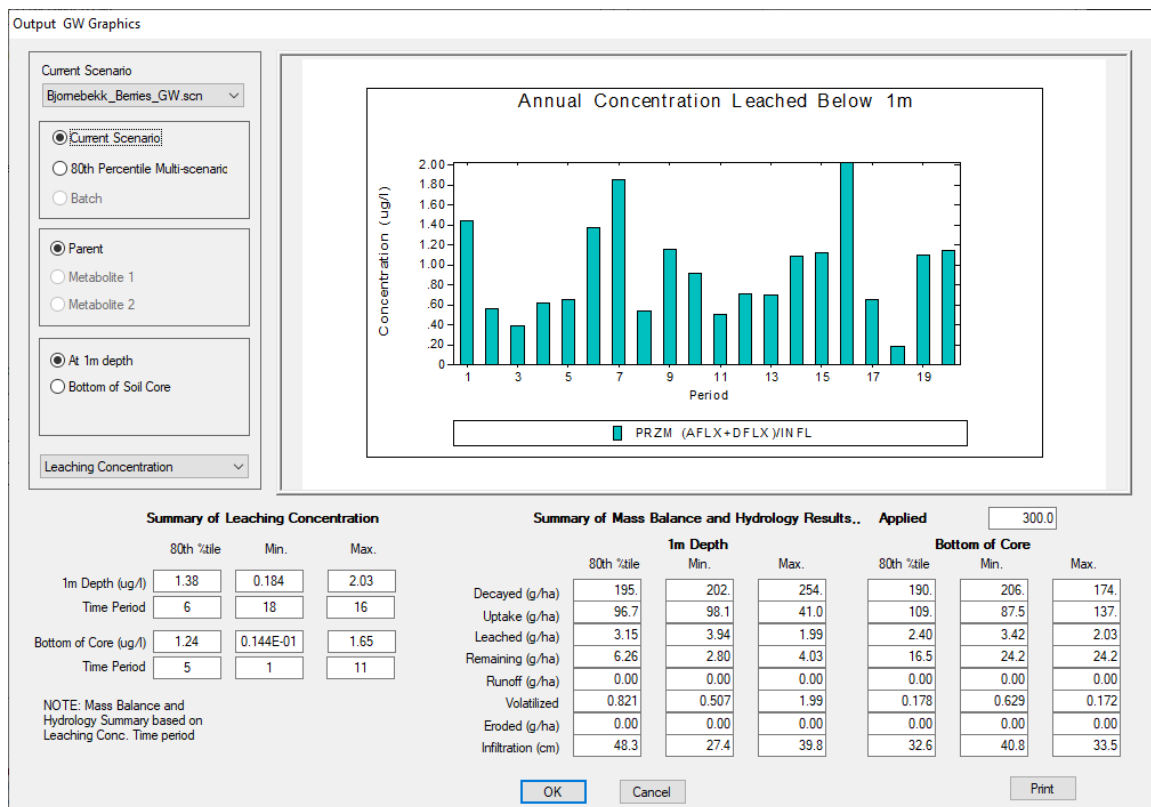 Output GW Graphics
Current Scenario
Bjornebekk_Berries_GW.scn
Current Scenario
80th Percentile Multi-scenario
Batch
Parent
Metabolite 1
Metabolite 2
At 1m depth
Bottom of Soil Core
Leaching Concentration
Annual Concentration Leached Below 1m
Concentration (ug/l)
2.00
1.80
1.60
1.40
1.20
1.00
.80
.60
.40
.20
0
1 3 5 7 9 11 13 15 17 19
Period
PRZM (AFLX+DFLX)/INFL
Summary of Leaching Concentration
80th %tile Min. Max.
1m Depth (ug/l) 1.38 0.184 2.03
Time Period 6 18 16
Bottom of Core (ug/l) 1.24 0.144E-01 1.65
Time Period 5 1 11
NOTE: Mass Balance and
Hydrology Summary based on
Leaching Conc. Time period
Summary of Mass Balance and Hydrology Results.. Applied 300.0
1m Depth Bottom of Core
80th %tile Min. Max. 80th %tile Min. Max.
Decayed (g/ha) 195. 202. 254. 190. 206. 174.
Uptake (g/ha) 96.7 98.1 41.0 109. 87.5 137.
Leached (g/ha) 3.15 3.94 1.99 2.40 3.42 2.03
Remaining (g/ha) 6.26 2.80 4.03 16.5 24.2 24.2
Runoff (g/ha) 0.00 0.00 0.00 0.00 0.00 0.00
Volatilized 0.821 0.507 1.99 0.178 0.629 0.172
Eroded (g/ha) 0.00 0.00 0.00 0.00 0.00 0.00
Infiltration (cm) 48.3 27.4 39.8 32.6 40.8 33.5
OK Cancel Print